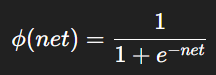 ϕ(net) = 1 / (1 + e^{-net})